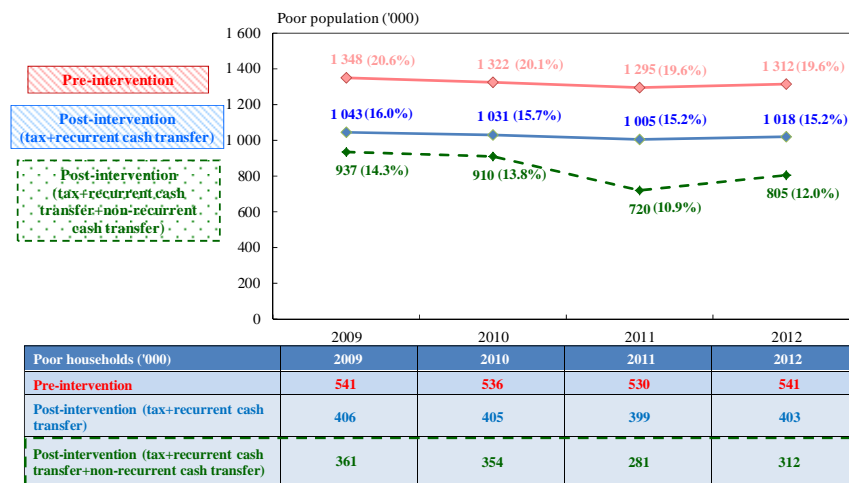 Poor population ('000)
1 600
1 400
1 200
1 000
800
600
400
200
0
Pre-intervention
Post-intervention
(tax+recurrent cash transfer)
Post-intervention
(tax+recurrent cash
transfer+non-recurrent
cash transfer)
1 348 (20.6%)
1 322 (20.1%)
1 295 (19.6%)
1 312 (19.6%)
1 043 (16.0%)
1 031 (15.7%)
1 005 (15.2%)
1 018 (15.2%)
937 (14.3%)
910 (13.8%)
720 (10.9%)
805 (12.0%)
2009 2010 2011 2012
Poor households ('000) 2009 2010 2011 2012
Pre-intervention 541 536 530 541
Post-intervention (tax+recurrent cash
transfer) 406 405 399 403
Post-intervention (tax+recurrent cash
transfer+non-recurrent cash transfer) 361 354 281 312